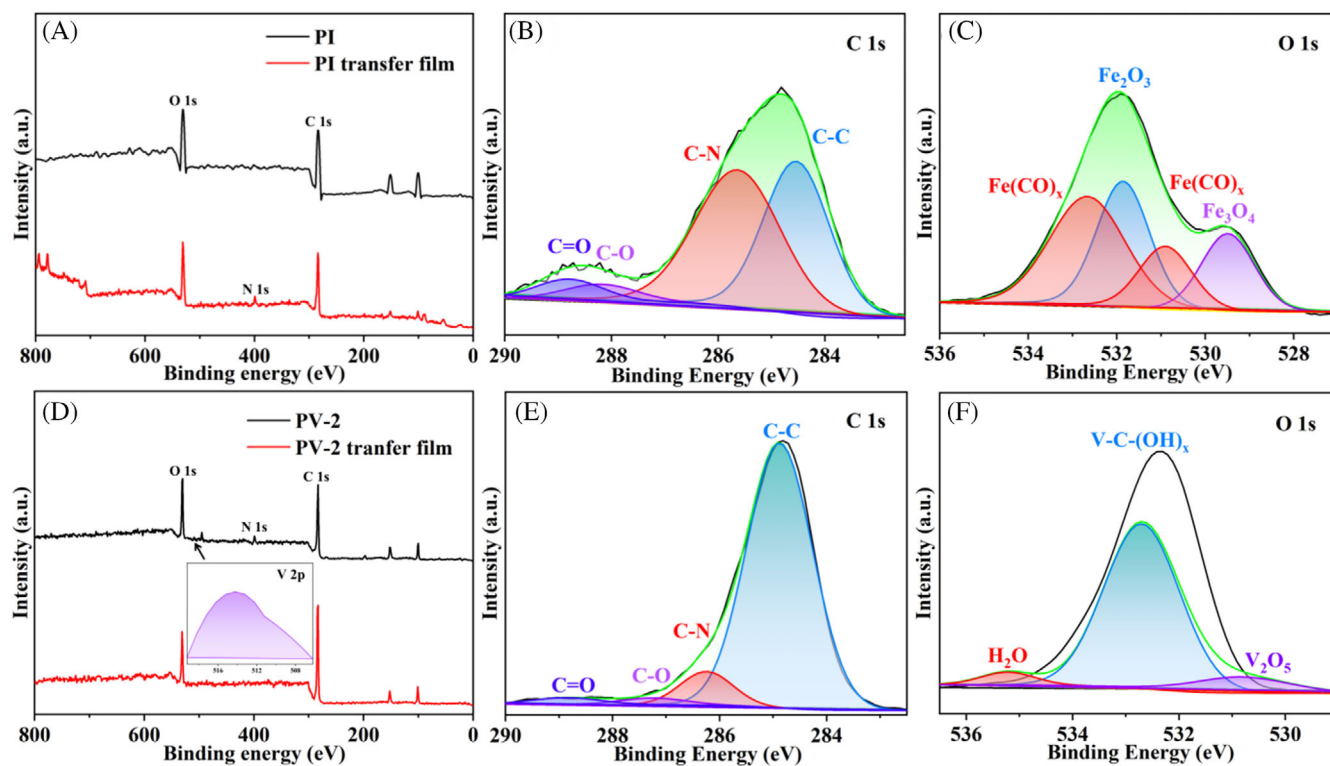 (A)
PI
PI transfer film
O 1s
C 1s
N 1s
Intensity (a.u.)
800 600 400 200 0
Binding energy (eV)
(B)
C 1s
C-N
C-C
C=O
C-O
Intensity (a.u.)
290 288 286 284
Binding Energy (eV)
(C)
O 1s
Fe₂O₃
Fe(CO)ₓ
Fe(CO)ₓ
Fe₃O₄
Intensity (a.u.)
536 534 532 530 528
Binding Energy (eV)
(D)
PV-2
PV-2 tranfer film
O 1s
C 1s
N 1s
V 2p
516 512 508
Intensity (a.u.)
800 600 400 200 0
Binding energy (eV)
(E)
C 1s
C-C
C-N
C-O
C=O
Intensity (a.u.)
290 288 286 284
Binding Energy (eV)
(F)
O 1s
V-C-(OH)ₓ
H₂O
V₂O₅
Intensity (a.u.)
536 534 532 530
Binding Energy (eV)